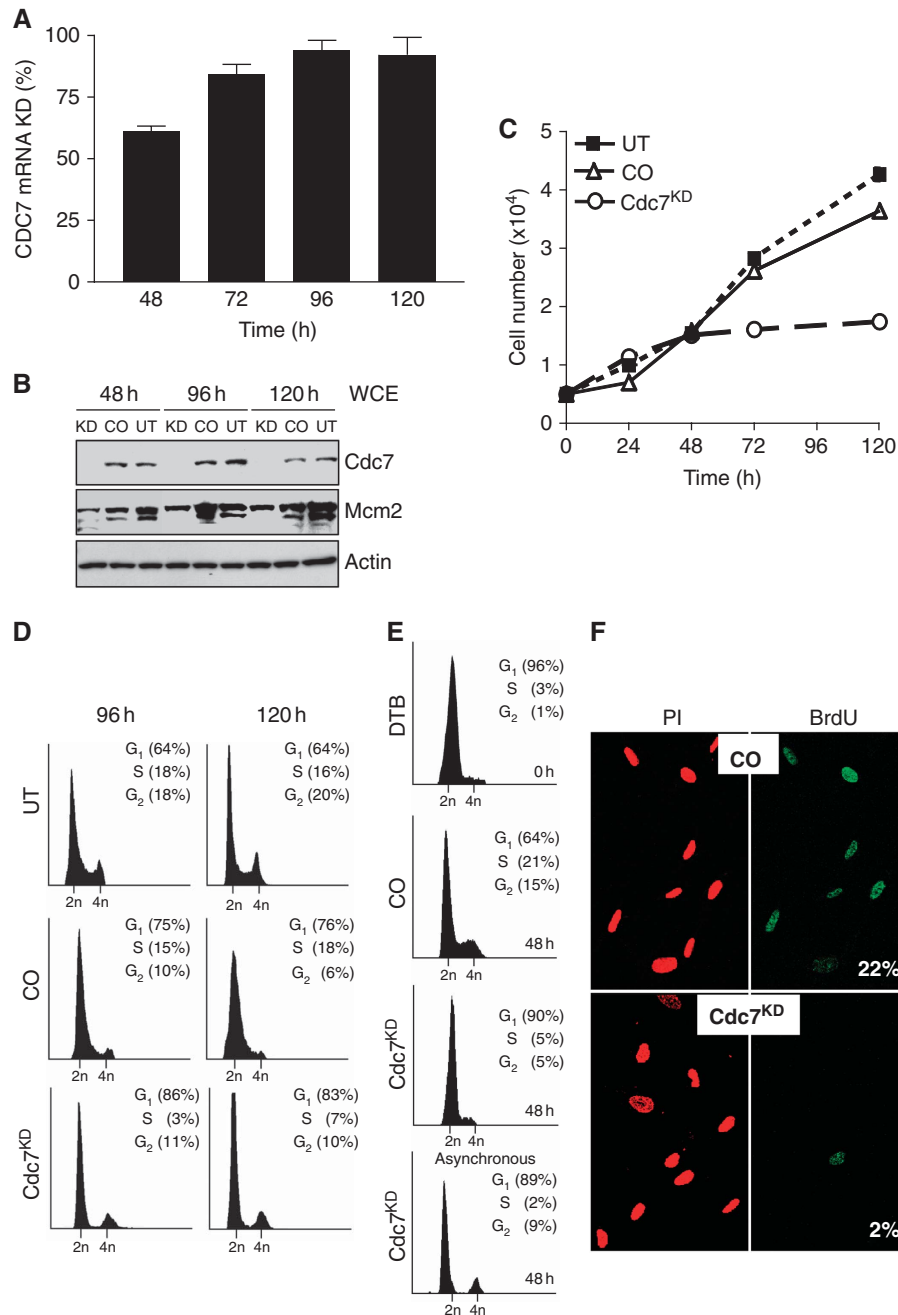 A
CDC7 mRNA KD (%)
100
75
50
25
0
48 72 96 120
Time (h)
B
48 h 96 h 120 h WCE
KD CO UT KD CO UT KD CO UT
Cdc7
Mcm2
Actin
C
UT
CO
Cdc7KD
Cell number (x10⁴)
5
4
3
2
1
0
0 24 48 72 96 120
Time (h)
D
96 h 120 h
UT
G₁ (64%)
S (18%)
G₂ (18%)
2n 4n
G₁ (64%)
S (16%)
G₂ (20%)
2n 4n
CO
G₁ (75%)
S (15%)
G₂ (10%)
2n 4n
G₁ (76%)
S (18%)
G₂ (6%)
2n 4n
Cdc7KD
G₁ (86%)
S (3%)
G₂ (11%)
2n 4n
G₁ (83%)
S (7%)
G₂ (10%)
2n 4n
E
DTB
G₁ (96%)
S (3%)
G₂ (1%)
0 h
2n 4n
CO
G₁ (64%)
S (21%)
G₂ (15%)
48 h
2n 4n
Cdc7KD
G₁ (90%)
S (5%)
G₂ (5%)
48 h
2n 4n
Asynchronous
Cdc7KD
G₁ (89%)
S (2%)
G₂ (9%)
48 h
2n 4n
F
PI BrdU
CO
22%
Cdc7KD
2%